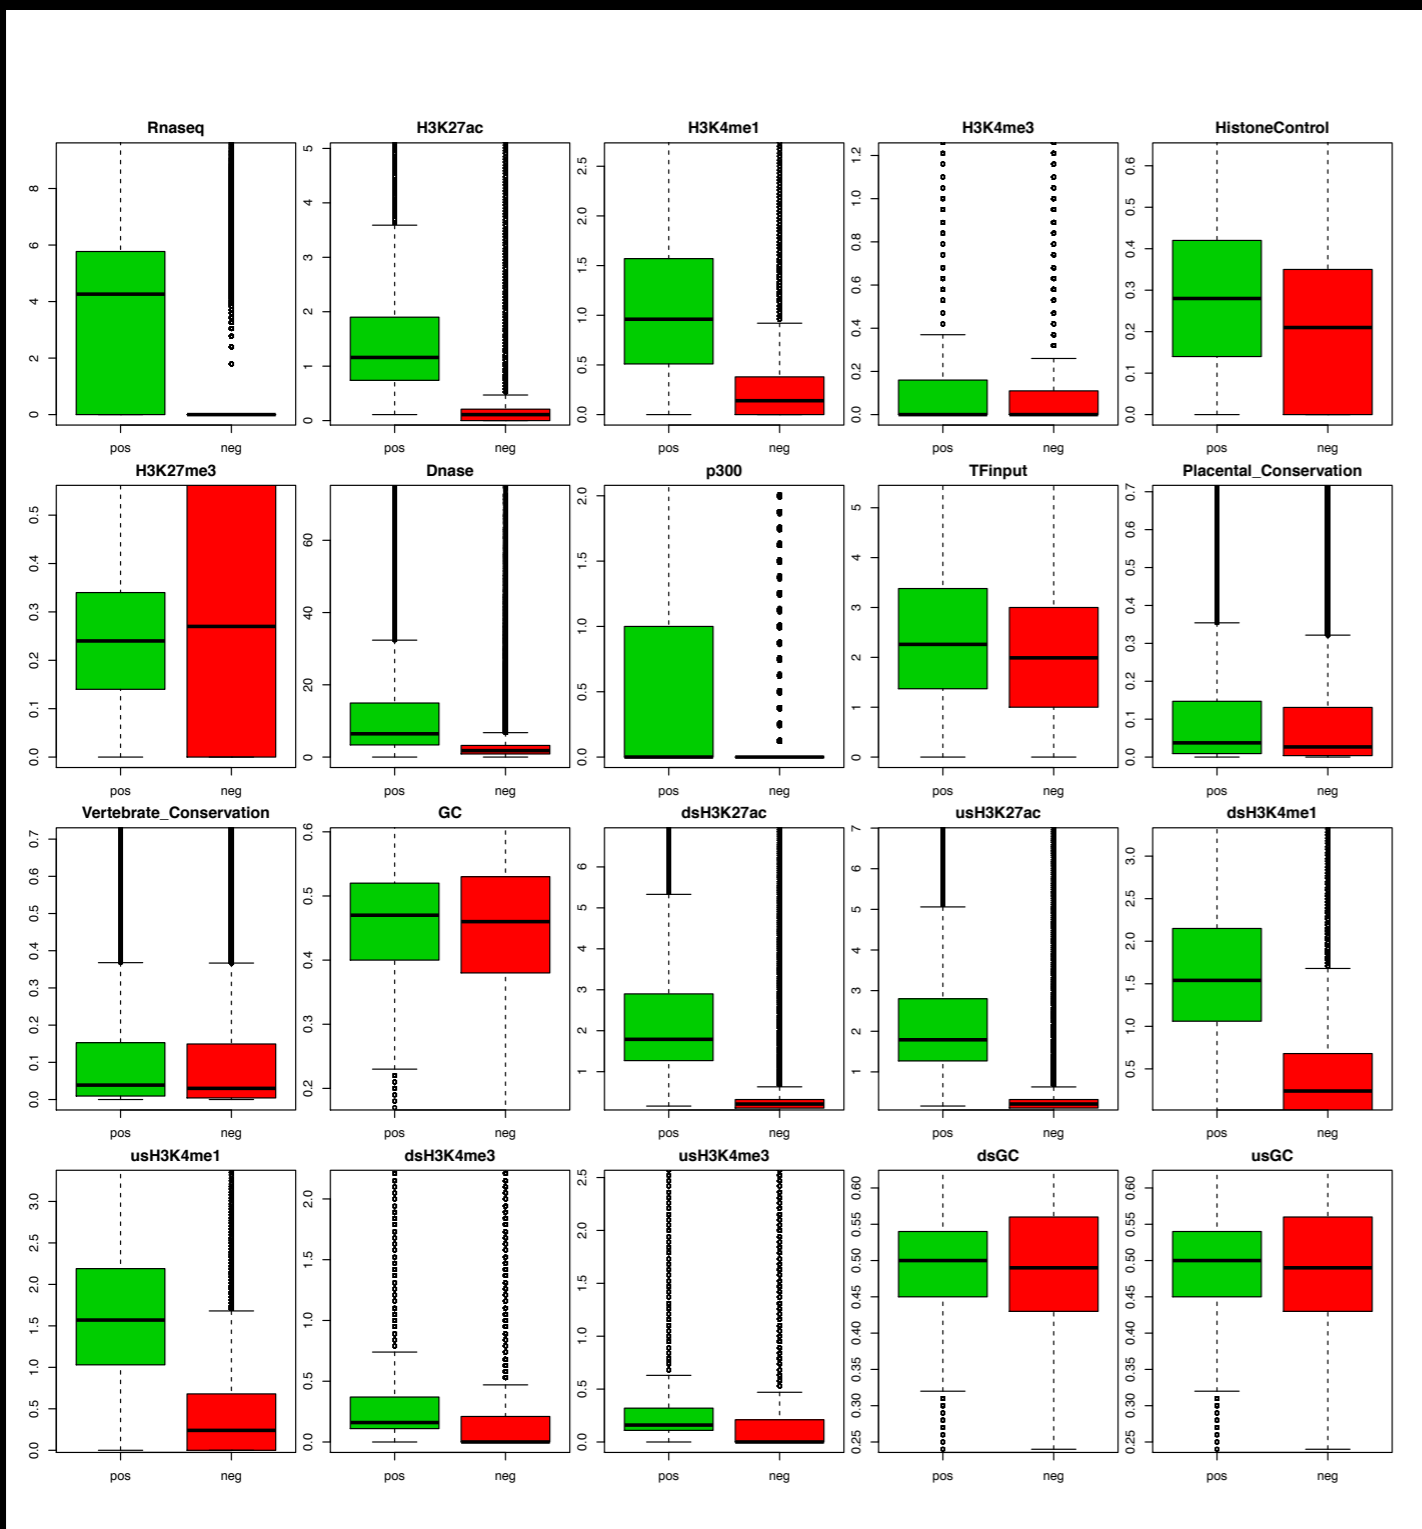 Rnaseq H3K27ac H3K4me1 H3K4me3 HistoneControl
0 2 4 6 8
0 1 2 3 4 5
0.0 0.5 1.0 1.5 2.0 2.5
0.0 0.2 0.4 0.6 0.8 1.0 1.2
0.0 0.1 0.2 0.3 0.4 0.5 0.6
pos neg pos neg pos neg pos neg pos neg
H3K27me3 Dnase p300 TFinput Placental_Conservation
0.0 0.1 0.2 0.3 0.4 0.5
0 20 40 60
0.0 0.5 1.0 1.5 2.0
0 1 2 3 4 5
0.0 0.1 0.2 0.3 0.4 0.5 0.6 0.7
pos neg pos neg pos neg pos neg pos neg
Vertebrate_Conservation GC dsH3K27ac usH3K27ac dsH3K4me1
0.0 0.1 0.2 0.3 0.4 0.5 0.6 0.7
0.2 0.3 0.4 0.5 0.6
1 2 3 4 5 6
1 2 3 4 5 6 7
0.5 1.0 1.5 2.0 2.5 3.0
pos neg pos neg pos neg pos neg pos neg
usH3K4me1 dsH3K4me3 usH3K4me3 dsGC usGC
0.0 0.5 1.0 1.5 2.0 2.5 3.0
0.0 0.5 1.0 1.5 2.0
0.0 0.5 1.0 1.5 2.0 2.5
0.25 0.30 0.35 0.40 0.45 0.50 0.55 0.60
0.25 0.30 0.35 0.40 0.45 0.50 0.55 0.60
pos neg pos neg pos neg pos neg pos neg